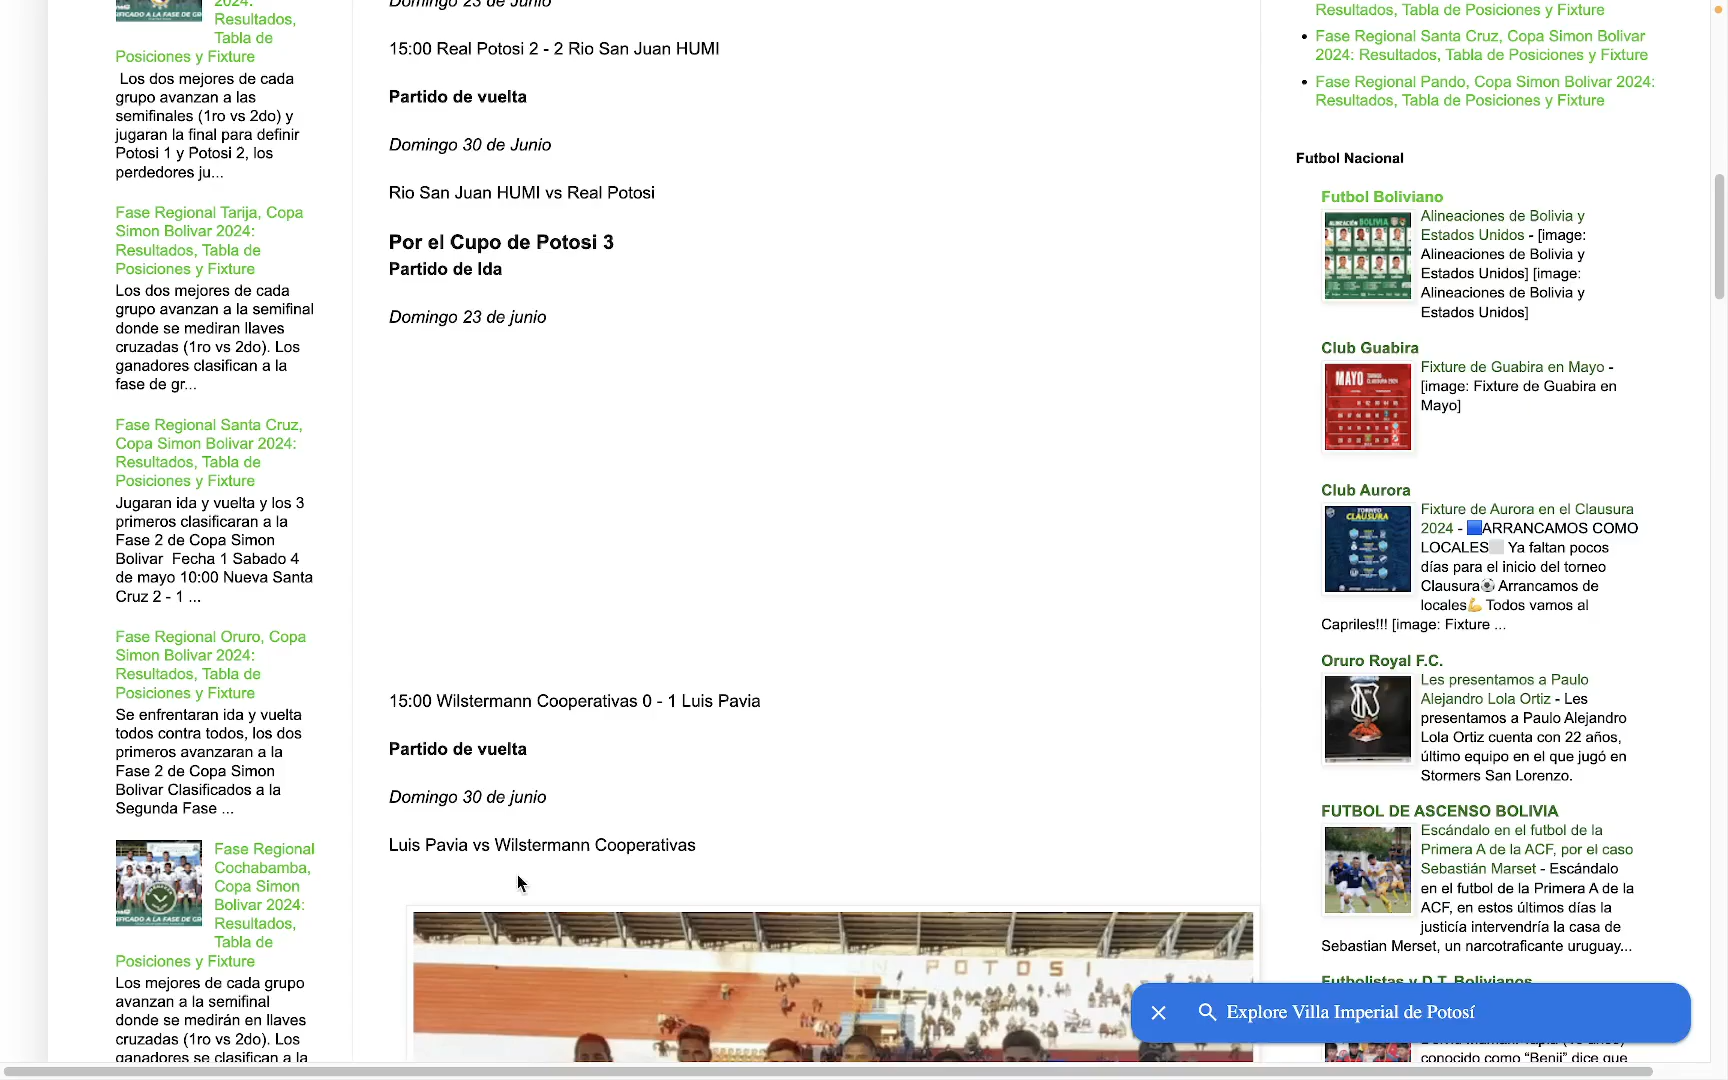 2024:
Resultados,
Tabla de
Posiciones y Fixture
Los dos mejores de cada
grupo avanzan a las
semifinales (1ro vs 2do) y
jugaran la final para definir
Potosi 1 y Potosi 2, los
perdedores ju...
Fase Regional Tarija, Copa
Simon Bolivar 2024:
Resultados, Tabla de
Posiciones y Fixture
Los dos mejores de cada
grupo avanzan a la semifinal
donde se mediran llaves
cruzadas (1ro vs 2do). Los
ganadores clasifican a la
fase de gr...
Fase Regional Santa Cruz,
Copa Simon Bolivar 2024:
Resultados, Tabla de
Posiciones y Fixture
Jugaran ida y vuelta y los 3
primeros clasificaran a la
Fase 2 de Copa Simon
Bolivar  Fecha 1 Sabado 4
de mayo 10:00 Nueva Santa
Cruz 2 - 1 ...
Fase Regional Oruro, Copa
Simon Bolivar 2024:
Resultados, Tabla de
Posiciones y Fixture
Se enfrentaran ida y vuelta
todos contra todos, los dos
primeros avanzaran a la
Fase 2 de Copa Simon
Bolivar Clasificados a la
Segunda Fase ...
Fase Regional
Cochabamba,
Copa Simon
Bolivar 2024:
Resultados,
Tabla de
Posiciones y Fixture
Los mejores de cada grupo
avanzan a la semifinal
donde se medirán en llaves
cruzadas (1ro vs 2do). Los
ganadores se clasifican a la
Domingo 23 de Junio
15:00 Real Potosi 2 - 2 Rio San Juan HUMI
Partido de vuelta
Domingo 30 de Junio
Rio San Juan HUMI vs Real Potosi
Por el Cupo de Potosi 3
Partido de Ida
Domingo 23 de junio
15:00 Wilstermann Cooperativas 0 - 1 Luis Pavia
Partido de vuelta
Domingo 30 de junio
Luis Pavia vs Wilstermann Cooperativas
POTOSI
Resultados, Tabla de Posiciones y Fixture
Fase Regional Santa Cruz, Copa Simon Bolivar
2024: Resultados, Tabla de Posiciones y Fixture
Fase Regional Pando, Copa Simon Bolivar 2024:
Resultados, Tabla de Posiciones y Fixture
Futbol Nacional
Futbol Boliviano
Alineaciones de Bolivia y
Estados Unidos - [image:
Alineaciones de Bolivia y
Estados Unidos] [image:
Alineaciones de Bolivia y
Estados Unidos]
Club Guabira
MAYO
Fixture de Guabira en Mayo -
[image: Fixture de Guabira en
Mayo]
Club Aurora
TORNEO
CLAUSURA
Fixture de Aurora en el Clausura
2024 - 🟦ARRANCAMOS COMO
LOCALES⬜ Ya faltan pocos
días para el inicio del torneo
Clausura⚽ Arrancamos de
locales💪 Todos vamos al
Capriles!!! [image: Fixture ...
Oruro Royal F.C.
Les presentamos a Paulo
Alejandro Lola Ortiz - Les
presentamos a Paulo Alejandro
Lola Ortiz cuenta con 22 años,
último equipo en el que jugó en
Stormers San Lorenzo.
FUTBOL DE ASCENSO BOLIVIA
Escándalo en el futbol de la
Primera A de la ACF, por el caso
Sebastián Marset - Escándalo
en el futbol de la Primera A de la
ACF, en estos últimos días la
justicia intervendría la casa de
Sebastian Merset, un narcotraficante uruguay...
Futbolistas y D.T. Bolivianos
Explore Villa Imperial de Potosí
conocido como “Benji” dice que